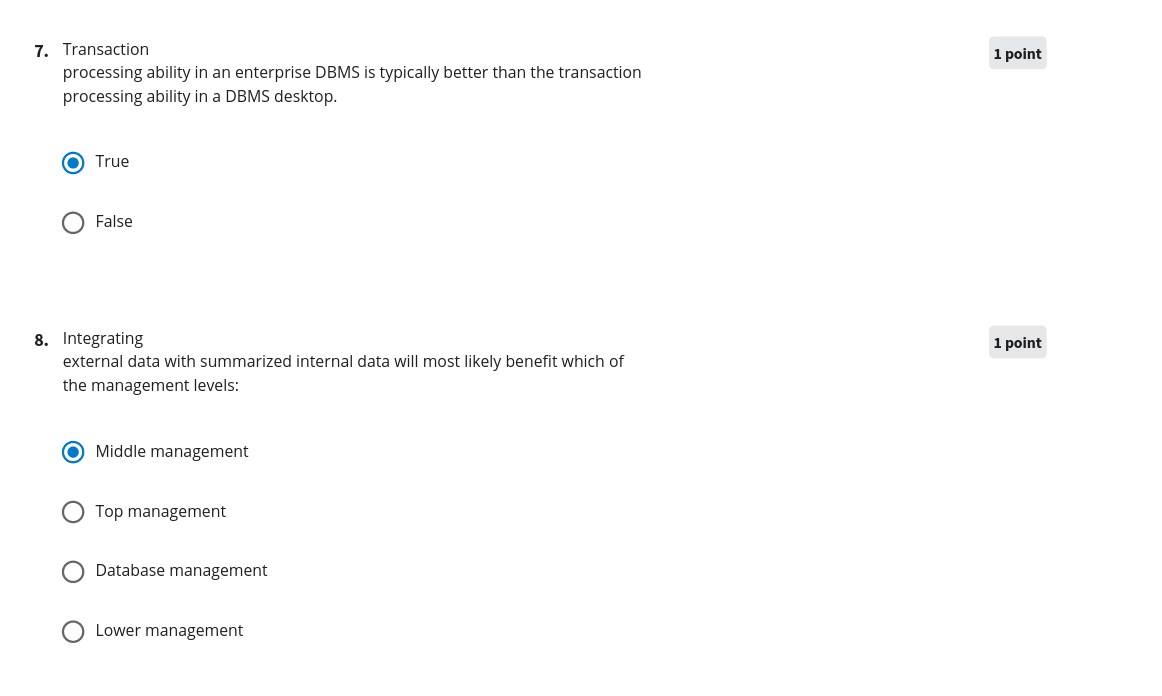 7. Transaction
1 point
processing ability in an enterprise DBMS is typically better than the transaction
processing ability in a DBMS desktop.
True
False
8. Integrating
1 point
external data with summarized internal data will most likely benefit which of
the management levels:
Middle management
Top management
Database management
Lower management